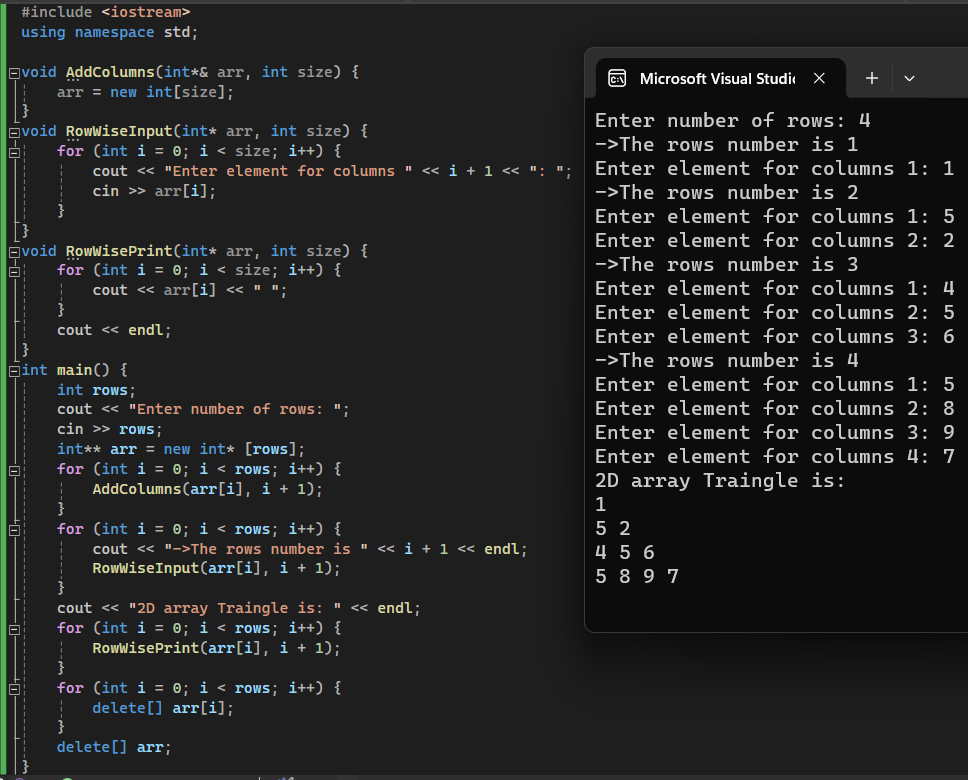 #include <iostream>
using namespace std;
void AddColumns(int*& arr, int size) {
arr = new int[size];
}
void RowWiseInput(int* arr, int size) {
for (int i = 0; i < size; i++) {
cout << "Enter element for columns " << i + 1 << ": ";
cin >> arr[i];
}
}
void RowWisePrint(int* arr, int size) {
for (int i = 0; i < size; i++) {
cout << arr[i] << " ";
}
cout << endl;
}
int main() {
int rows;
cout << "Enter number of rows: ";
cin >> rows;
int** arr = new int* [rows];
for (int i = 0; i < rows; i++) {
AddColumns(arr[i], i + 1);
}
for (int i = 0; i < rows; i++) {
cout << "->The rows number is " << i + 1 << endl;
RowWiseInput(arr[i], i + 1);
}
cout << "2D array Traingle is: " << endl;
for (int i = 0; i < rows; i++) {
RowWisePrint(arr[i], i + 1);
}
for (int i = 0; i < rows; i++) {
delete[] arr[i];
}
delete[] arr;
}
Microsoft Visual Studi
Enter number of rows: 4
->The rows number is 1
Enter element for columns 1: 1
->The rows number is 2
Enter element for columns 1: 5
Enter element for columns 2: 2
->The rows number is 3
Enter element for columns 1: 4
Enter element for columns 2: 5
Enter element for columns 3: 6
->The rows number is 4
Enter element for columns 1: 5
Enter element for columns 2: 8
Enter element for columns 3: 9
Enter element for columns 4: 7
2D array Traingle is:
1
5 2
4 5 6
5 8 9 7